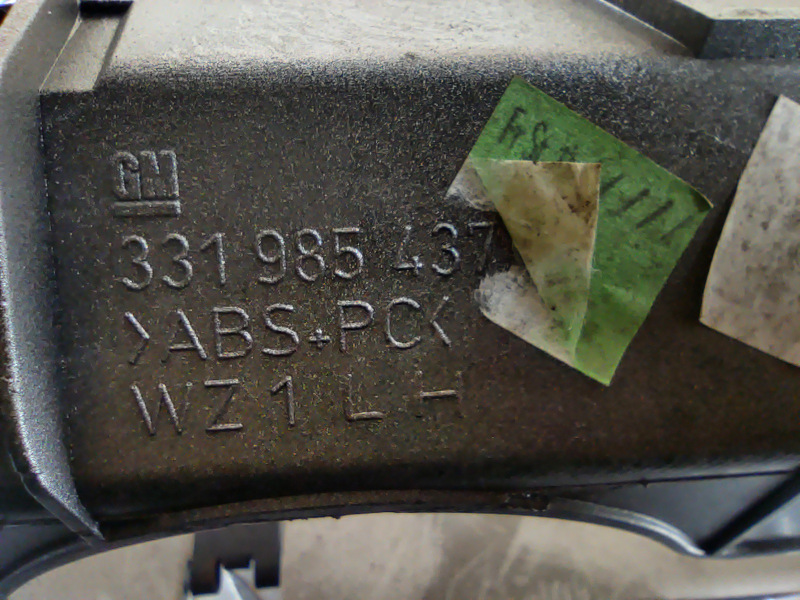 GM
331 985 437
>ABS+PC<
WZ 1 L H